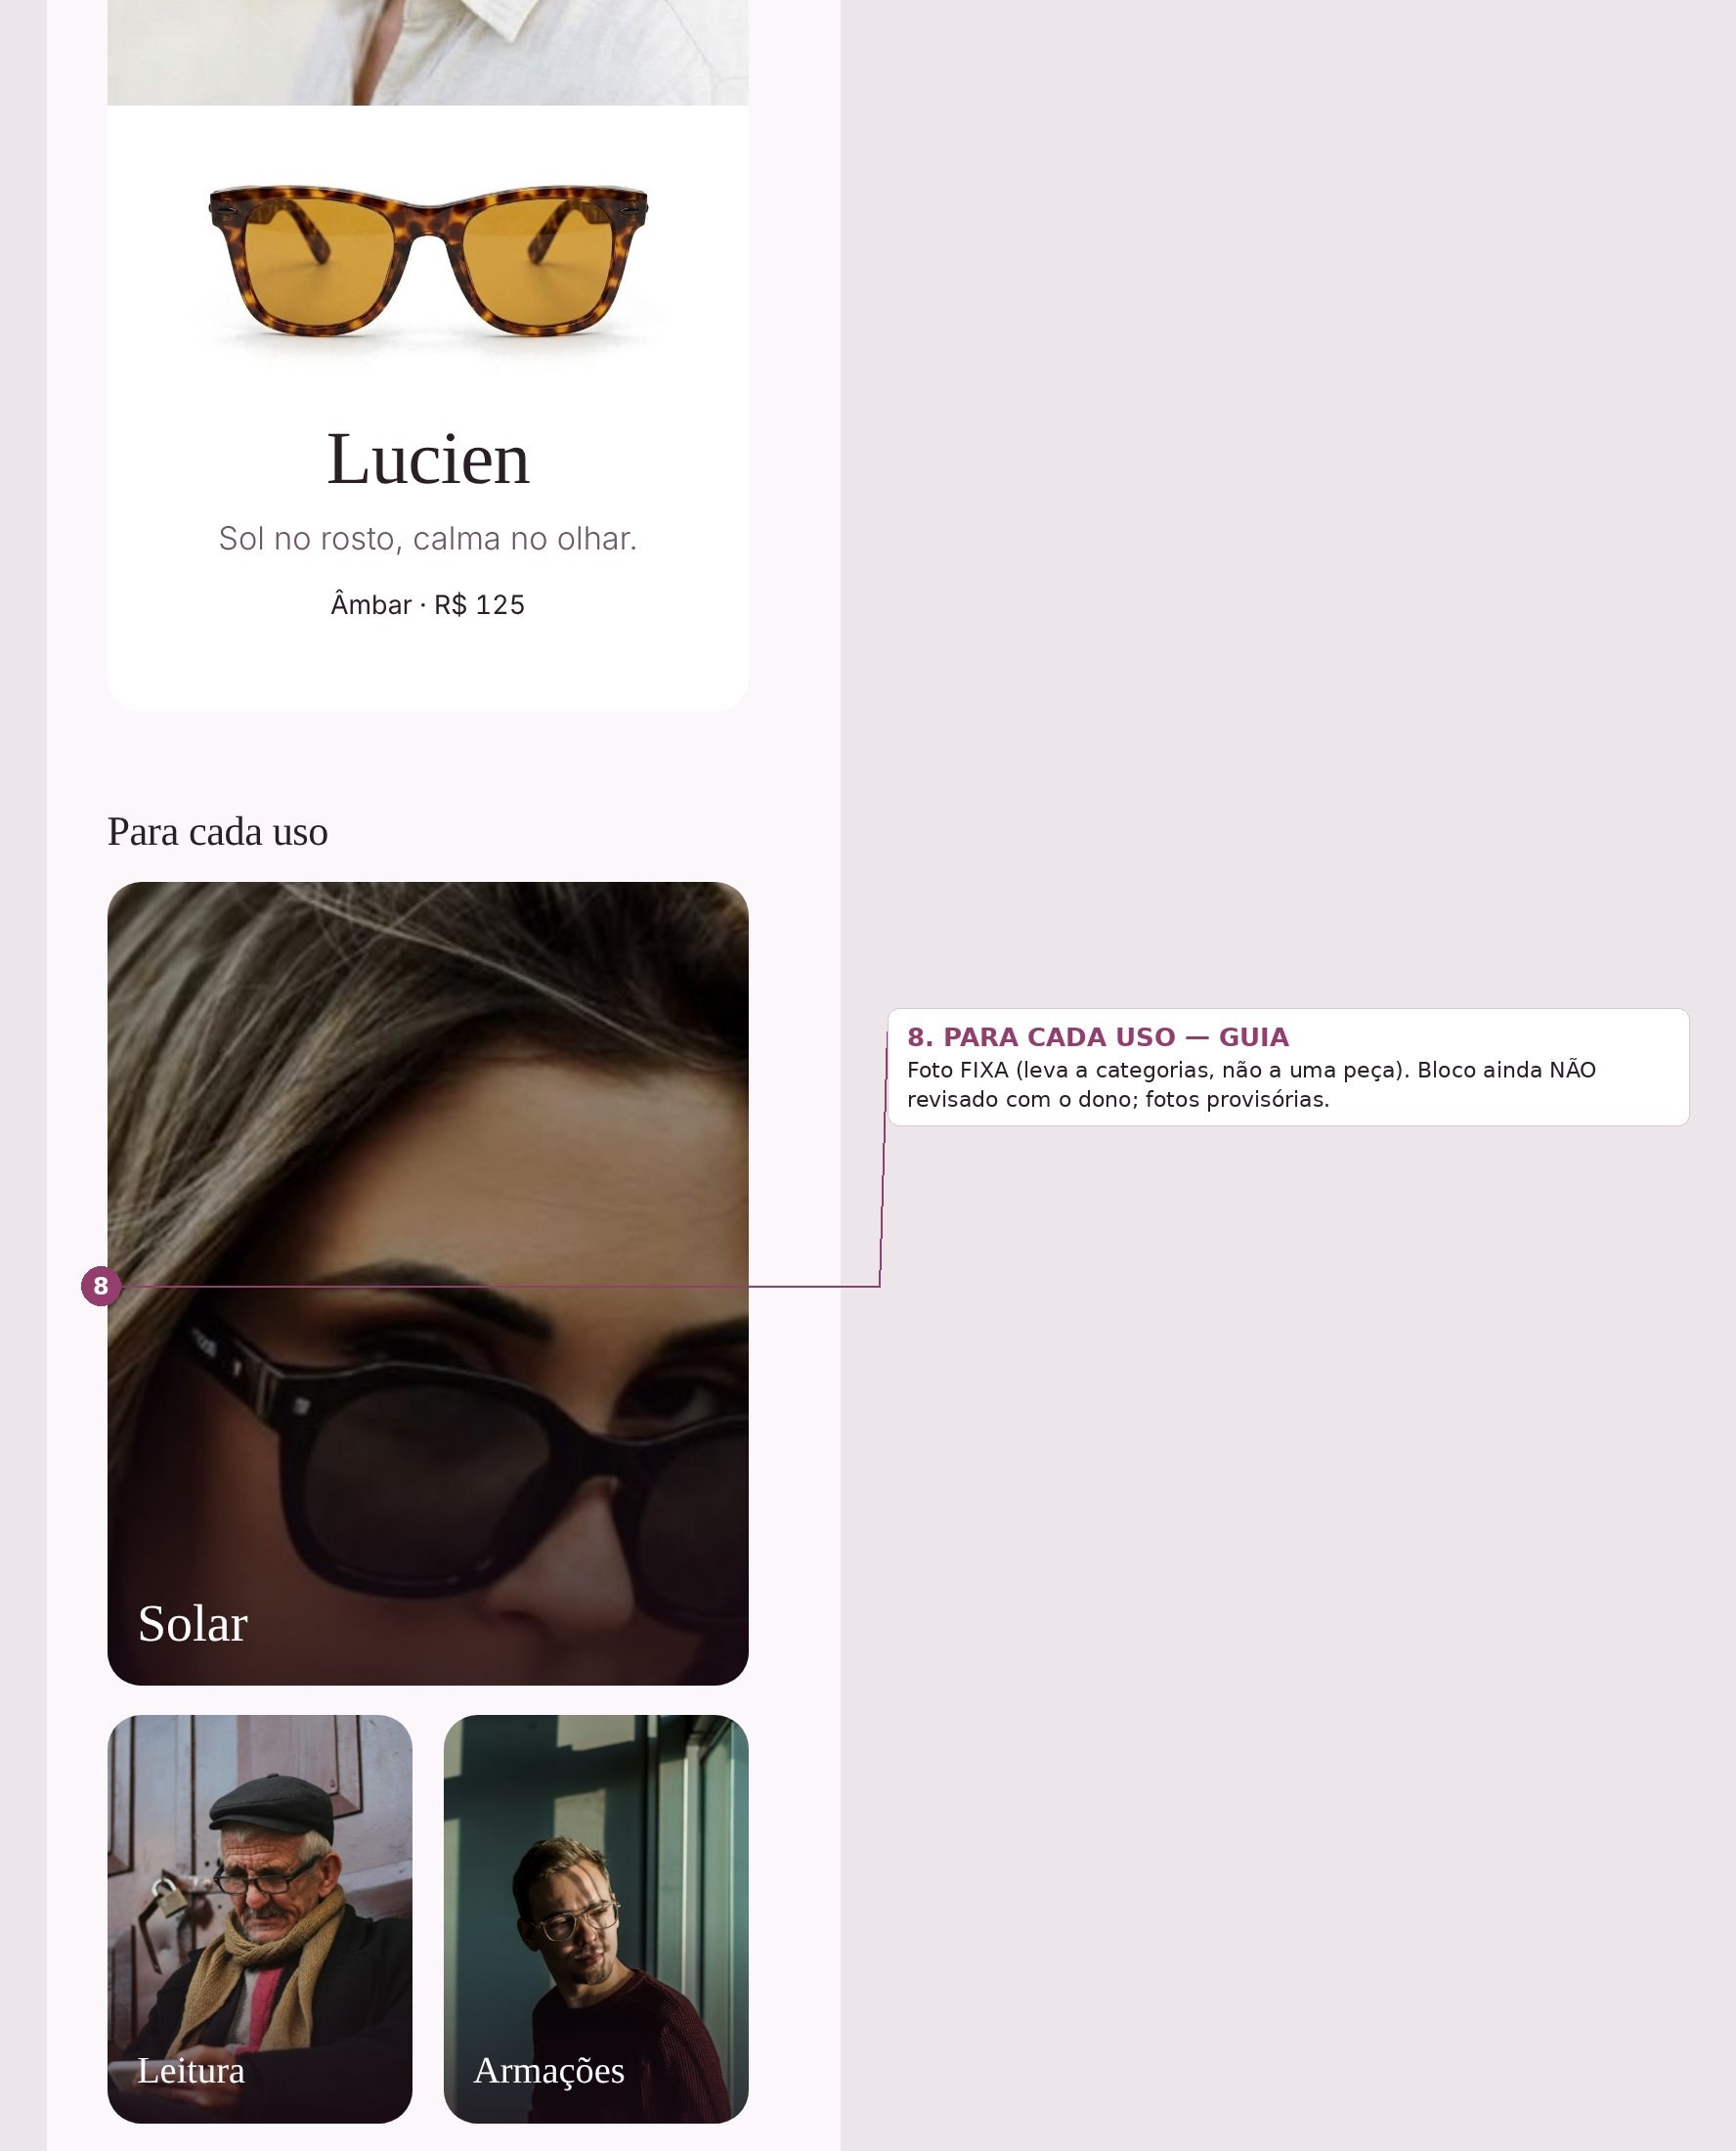 Lucien
Sol no rosto, calma no olhar.
Âmbar · R$ 125
Para cada uso
8. PARA CADA USO — GUIA
Foto FIXA (leva a categorias, não a uma peça). Bloco ainda NÃO
revisado com o dono; fotos provisórias.
8
Solar
Leitura
Armações